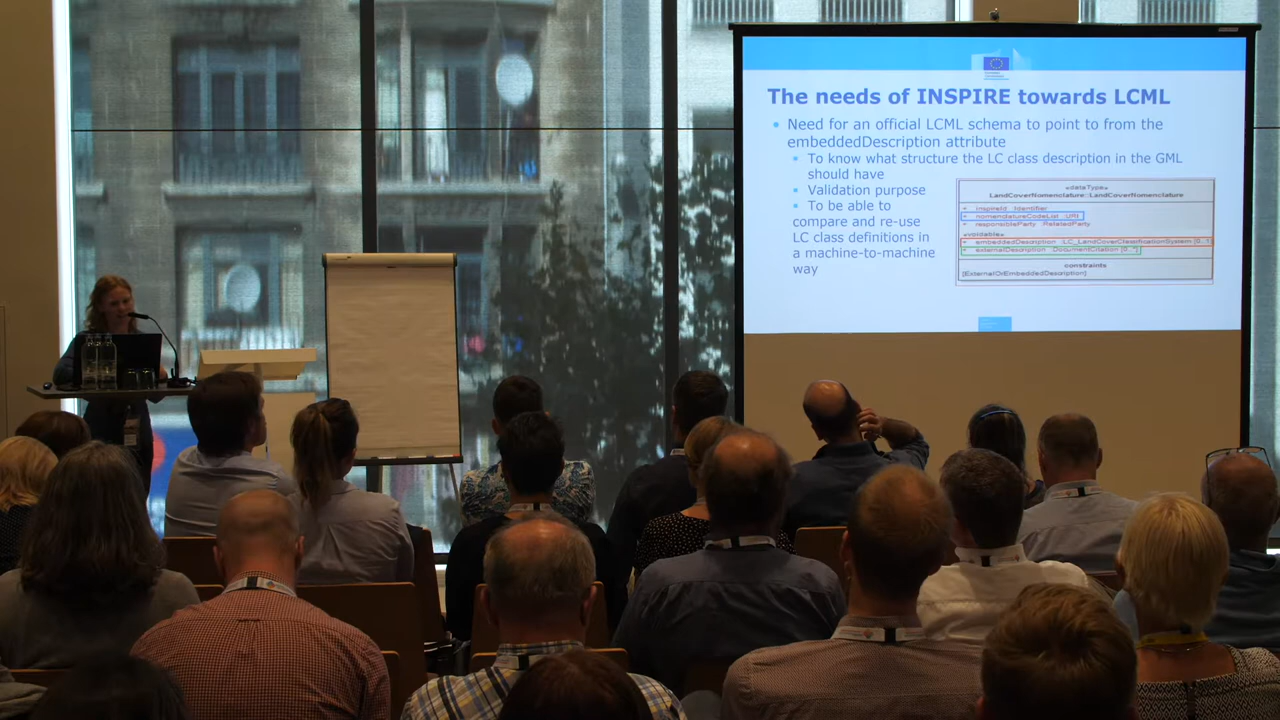 The needs of INSPIRE towards LCML
• Need for an official LCML schema to point to from the
embeddedDescription attribute
• To know what structure the LC class description in the GML
should have
• Validation purpose
• To be able to
compare and re-use
LC class definitions in
a machine-to-machine
way
«dataType»
LandCoverNomenclature::LandCoverNomenclature
+ inspireId :Identifier
+ nomenclatureCodeList :URI
+ responsibleParty :RelatedParty
«voidable»
+ embeddedDescription :LC_LandCoverClassificationSystem [0..1]
+ externalDescription :DocumentCitation [0..*]
constraints
{ExternalOrEmbeddedDescription}